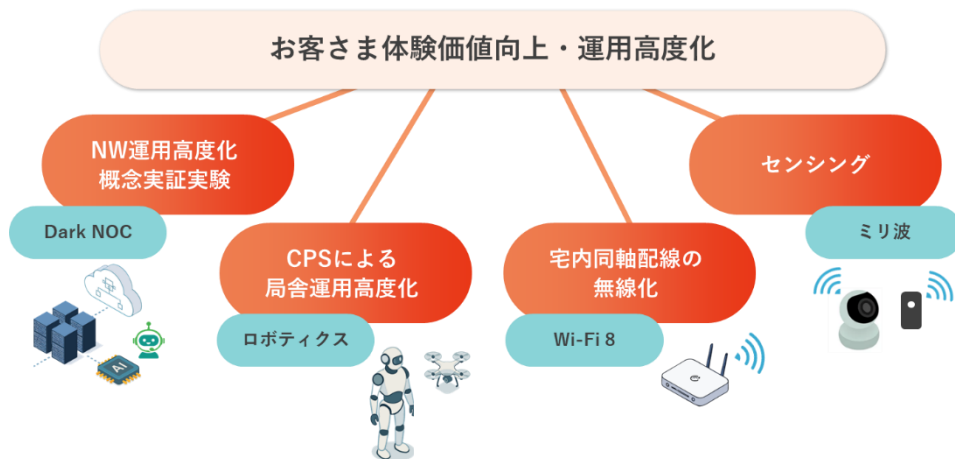 お客さま体験価値向上・運用高度化
NW運用高度化
概念実証実験
Dark NOC
AI
CPSによる
局舎運用高度化
ロボティクス
宅内同軸配線の
無線化
Wi-Fi 8
センシング
ミリ波